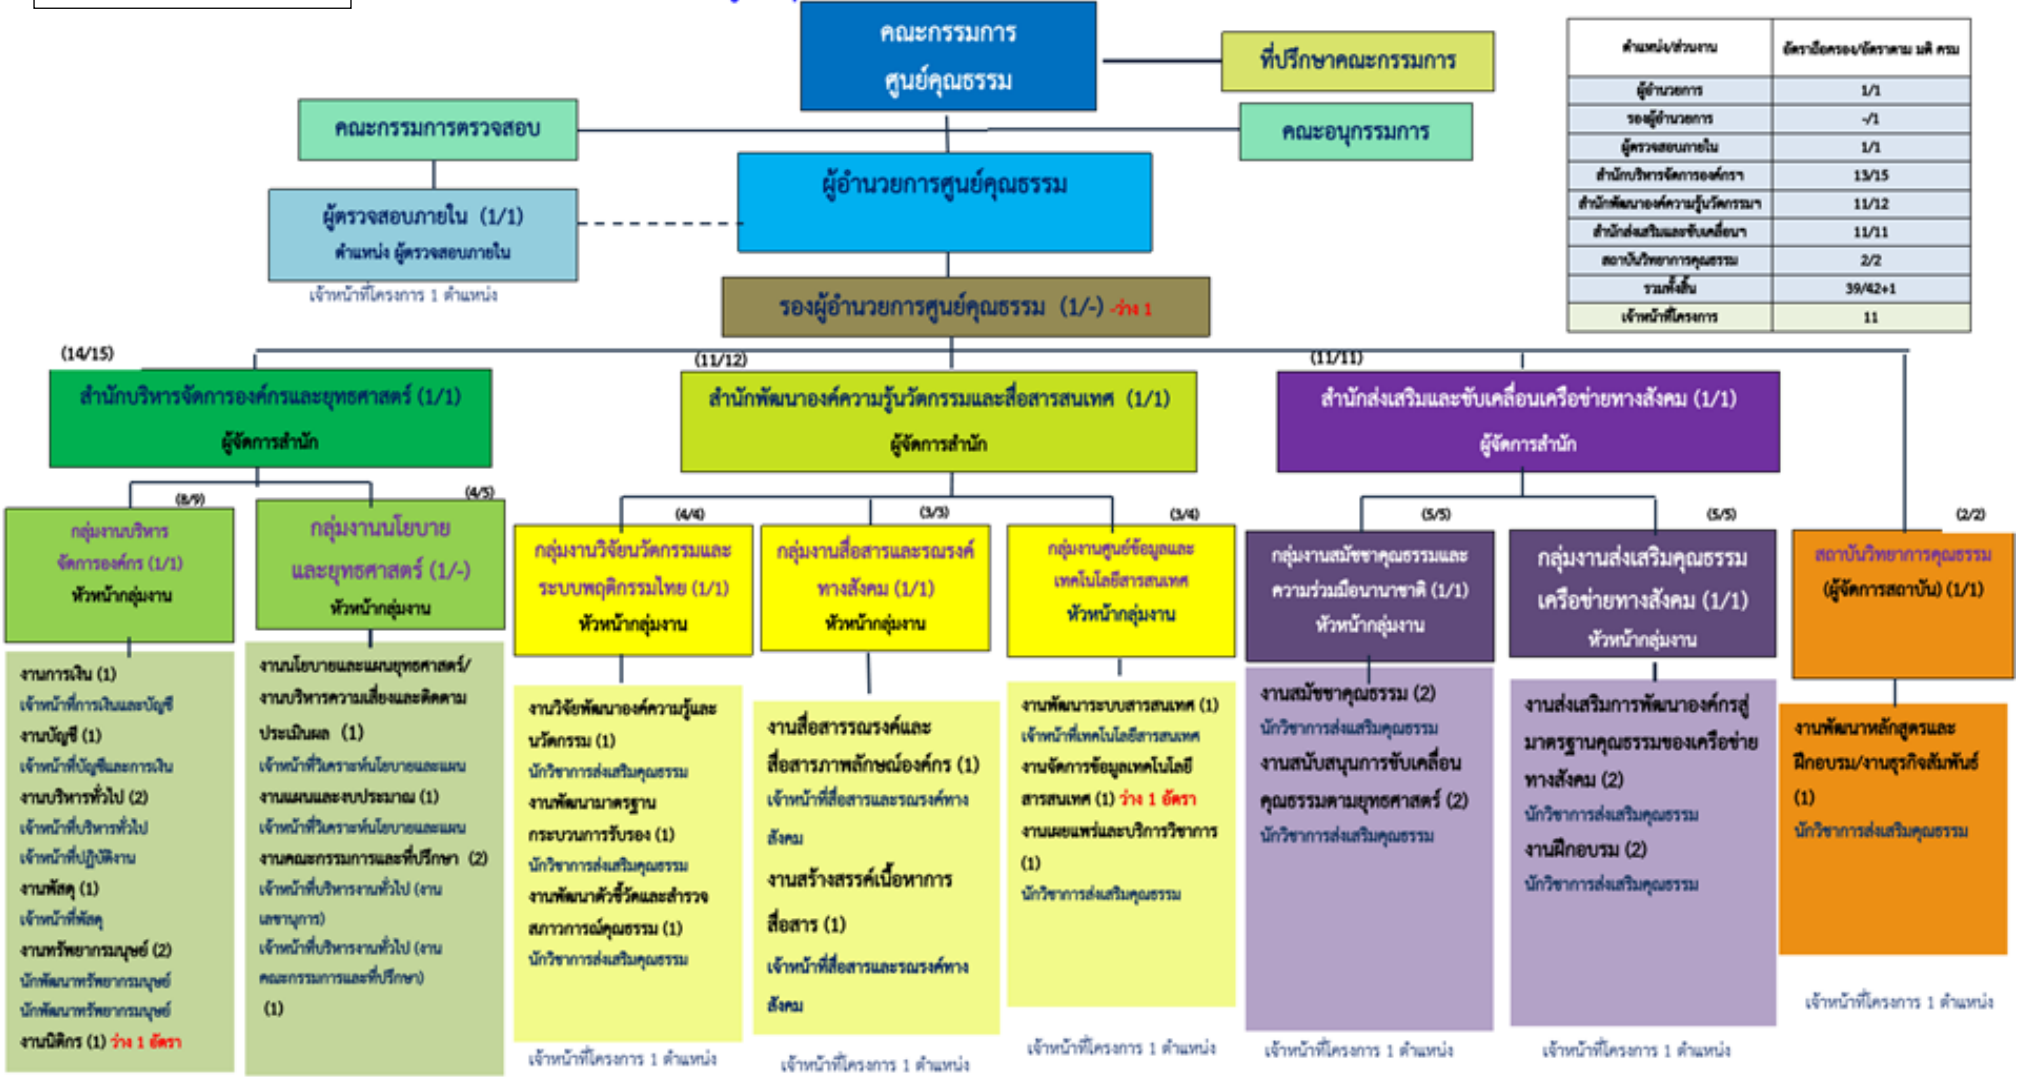 คณะกรรมการ
ศูนย์คุณธรรม
ที่ปรึกษาคณะกรรมการ
คณะกรรมการตรวจสอบ
คณะอนุกรรมการ
ผู้อำนวยการศูนย์คุณธรรม
ผู้ตรวจสอบภายใน (1/1)
ตำแหน่ง ผู้ตรวจสอบภายใน
เจ้าหน้าที่โครงการ 1 ตำแหน่ง
รองผู้อำนวยการศูนย์คุณธรรม (1/-) -ว่าง 1
ตำแหน่ง/ส่วนงาน อัตราถือครอง/อัตราตาม มติ ครม
ผู้อำนวยการ 1/1
รองผู้อำนวยการ -/1
ผู้ตรวจสอบภายใน 1/1
สำนักบริหารจัดการองค์กรฯ 13/15
สำนักพัฒนาองค์ความรู้นวัตกรรมฯ 11/12
สำนักส่งเสริมและขับเคลื่อนฯ 11/11
สถาบันวิทยาการคุณธรรม 2/2
รวมทั้งสิ้น 39/42+1
เจ้าหน้าที่โครงการ 11
(14/15)
สำนักบริหารจัดการองค์กรและยุทธศาสตร์ (1/1)
ผู้จัดการสำนัก
(11/12)
สำนักพัฒนาองค์ความรู้นวัตกรรมและสื่อสารสนเทศ (1/1)
ผู้จัดการสำนัก
(11/11)
สำนักส่งเสริมและขับเคลื่อนเครือข่ายทางสังคม (1/1)
ผู้จัดการสำนัก
(8/9)
กลุ่มงานบริหาร
จัดการองค์กร (1/1)
หัวหน้ากลุ่มงาน
งานการเงิน (1)
เจ้าหน้าที่การเงินและบัญชี
งานบัญชี (1)
เจ้าหน้าที่บัญชีและการเงิน
งานบริหารทั่วไป (2)
เจ้าหน้าที่บริหารทั่วไป
เจ้าหน้าที่ปฏิบัติงาน
งานพัสดุ (1)
เจ้าหน้าที่พัสดุ
งานทรัพยากรมนุษย์ (2)
นักพัฒนาทรัพยากรมนุษย์
นักพัฒนาทรัพยากรมนุษย์
งานนิติกร (1) ว่าง 1 อัตรา
(4/5)
กลุ่มงานนโยบาย
และยุทธศาสตร์ (1/-)
หัวหน้ากลุ่มงาน
งานนโยบายและแผนยุทธศาสตร์/
งานบริหารความเสี่ยงและติดตาม
ประเมินผล (1)
เจ้าหน้าที่วิเคราะห์นโยบายและแผน
งานแผนและงบประมาณ (1)
เจ้าหน้าที่วิเคราะห์นโยบายและแผน
งานคณะกรรมการและที่ปรึกษา (2)
เจ้าหน้าที่บริหารงานทั่วไป (งาน
เลขานุการ)
เจ้าหน้าที่บริหารงานทั่วไป (งาน
คณะกรรมการและที่ปรึกษา)
(1)
(4/4)
กลุ่มงานวิจัยนวัตกรรมและ
ระบบพฤติกรรมไทย (1/1)
หัวหน้ากลุ่มงาน
งานวิจัยพัฒนาองค์ความรู้และ
นวัตกรรม (1)
นักวิชาการส่งเสริมคุณธรรม
งานพัฒนามาตรฐาน
กระบวนการรับรอง (1)
นักวิชาการส่งเสริมคุณธรรม
งานพัฒนาตัวชี้วัดและสำรวจ
สภาวการณ์คุณธรรม (1)
นักวิชาการส่งเสริมคุณธรรม
เจ้าหน้าที่โครงการ 1 ตำแหน่ง
(3/3)
กลุ่มงานสื่อสารและรณรงค์
ทางสังคม (1/1)
หัวหน้ากลุ่มงาน
งานสื่อสารรณรงค์และ
สื่อสารภาพลักษณ์องค์กร (1)
เจ้าหน้าที่สื่อสารและรณรงค์ทาง
สังคม
งานสร้างสรรค์เนื้อหาการ
สื่อสาร (1)
เจ้าหน้าที่สื่อสารและรณรงค์ทาง
สังคม
เจ้าหน้าที่โครงการ 1 ตำแหน่ง
(3/4)
กลุ่มงานศูนย์ข้อมูลและ
เทคโนโลยีสารสนเทศ
หัวหน้ากลุ่มงาน
งานพัฒนาระบบสารสนเทศ (1)
เจ้าหน้าที่เทคโนโลยีสารสนเทศ
งานจัดการข้อมูลเทคโนโลยี
สารสนเทศ (1) ว่าง 1 อัตรา
งานเผยแพร่และบริการวิชาการ
(1)
นักวิชาการส่งเสริมคุณธรรม
เจ้าหน้าที่โครงการ 1 ตำแหน่ง
(5/5)
กลุ่มงานสมัชชาคุณธรรมและ
ความร่วมมือนานาชาติ (1/1)
หัวหน้ากลุ่มงาน
งานสมัชชาคุณธรรม (2)
นักวิชาการส่งเสริมคุณธรรม
งานสนับสนุนการขับเคลื่อน
คุณธรรมตามยุทธศาสตร์ (2)
นักวิชาการส่งเสริมคุณธรรม
เจ้าหน้าที่โครงการ 1 ตำแหน่ง
(5/5)
กลุ่มงานส่งเสริมคุณธรรม
เครือข่ายทางสังคม (1/1)
หัวหน้ากลุ่มงาน
งานส่งเสริมการพัฒนาองค์กรสู่
มาตรฐานคุณธรรมของเครือข่าย
ทางสังคม (2)
นักวิชาการส่งเสริมคุณธรรม
งานฝึกอบรม (2)
นักวิชาการส่งเสริมคุณธรรม
เจ้าหน้าที่โครงการ 1 ตำแหน่ง
(2/2)
สถาบันวิทยาการคุณธรรม
(ผู้จัดการสถาบัน) (1/1)
งานพัฒนาหลักสูตรและ
ฝึกอบรม/งานธุรกิจสัมพันธ์
(1)
นักวิชาการส่งเสริมคุณธรรม
เจ้าหน้าที่โครงการ 1 ตำแหน่ง